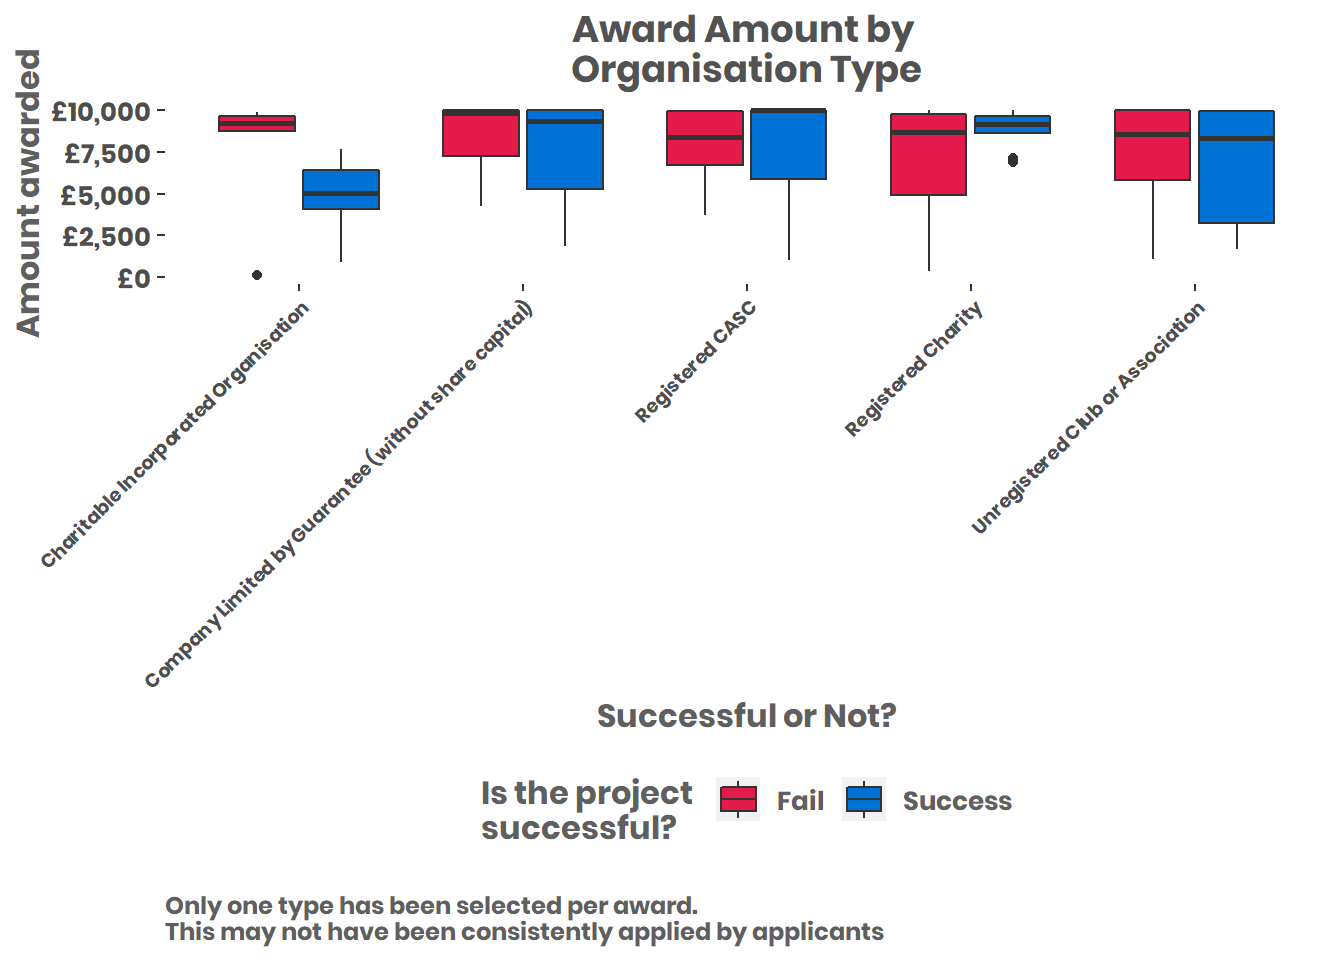 Award Amount by
Organisation Type
Amount awarded
£10,000
£7,500
£5,000
£2,500
£0
Charitable Incorporated Organisation
Company Limited by Guarantee (without share capital)
Registered CASC
Registered Charity
Unregistered Club or Association
Successful or Not?
Is the project
successful?
Fail
Success
Only one type has been selected per award.
This may not have been consistently applied by applicants